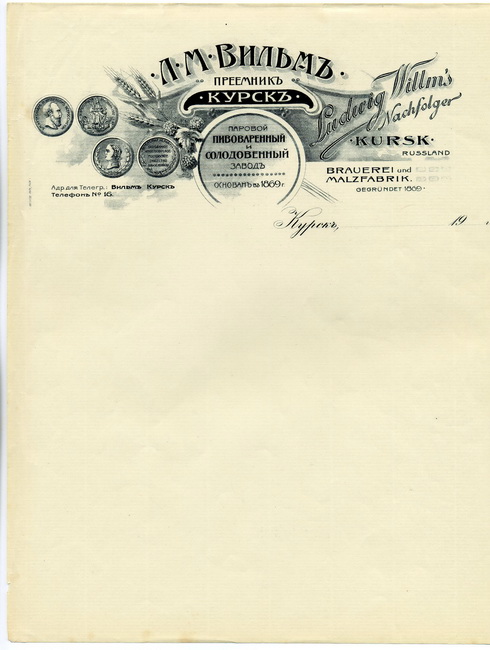 Л·М·ВИЛЬМЪ·
ПРЕЕМНИКЪ
·КУРСКЪ·
ПАРОВОЙ
ПИВОВАРЕННЫЙ
И
СОЛОДОВЕННЫЙ
ЗАВОДЪ
ОСНОВАНЪ ВЪ 1869 г.
Адр для Телегр.: Вильмъ Курскъ
Телефонъ № 16.
Ludwig Willm's
Nachfolger
·KURSK·
RUSSLAND
BRAUEREI und
MALZFABRIK.
GEGRÜNDET 1869
Курскъ, 19